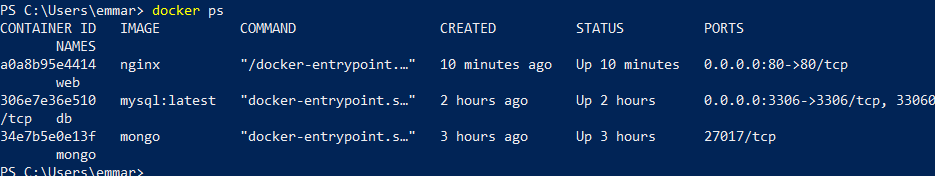 PS C:\Users\emmar> docker ps
CONTAINER ID   IMAGE          COMMAND                  CREATED          STATUS          PORTS
       NAMES
a0a8b95e4414   nginx          "/docker-entrypoint.…"   10 minutes ago   Up 10 minutes   0.0.0.0:80->80/tcp
       web
306e7e36e510   mysql:latest   "docker-entrypoint.s…"   2 hours ago      Up 2 hours      0.0.0.0:3306->3306/tcp, 33060
/tcp   db
34e7b5e0e13f   mongo          "docker-entrypoint.s…"   3 hours ago      Up 3 hours      27017/tcp
       mongo
PS C:\Users\emmar>